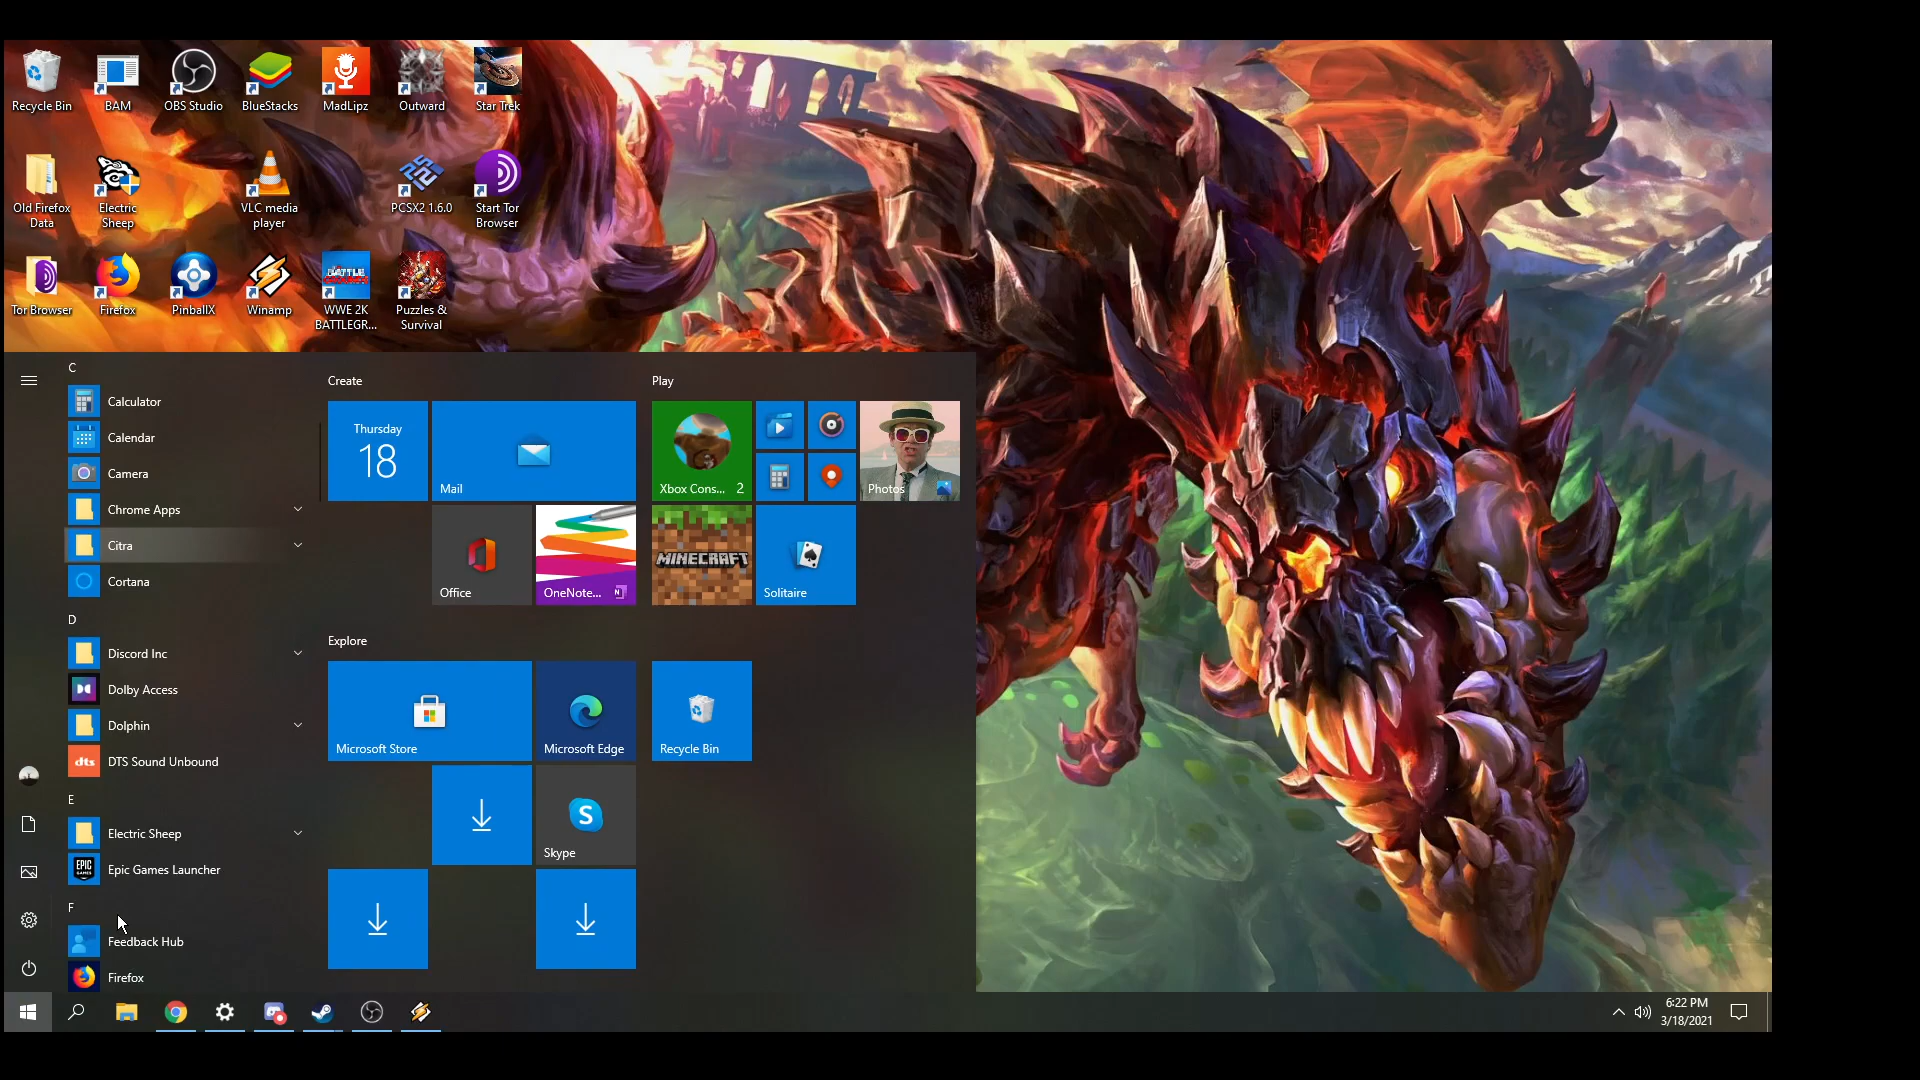 Recycle Bin
BAM
OBS Studio
BlueStacks
MadLipz
Outward
Star Trek
Old Firefox
Data
Electric
Sheep
VLC media
player
PCSX2 1.6.0
Start Tor
Browser
Tor Browser
Firefox
PinballX
Winamp
WWE 2K
BATTLEGR...
Puzzles &
Survival
C
Calculator
Calendar
Camera
Chrome Apps
Citra
Cortana
D
Discord Inc
Dolby Access
Dolphin
dts
DTS Sound Unbound
E
Electric Sheep
EPIC
GAMES
Epic Games Launcher
F
Feedback Hub
Firefox
Create
Thursday
18
Mail
Office
OneNote...
N
Explore
Microsoft Store
Microsoft Edge
S
Skype
Play
Xbox Cons...
2
Photos
MINECRAFT
Solitaire
Recycle Bin
6:22 PM
3/18/2021